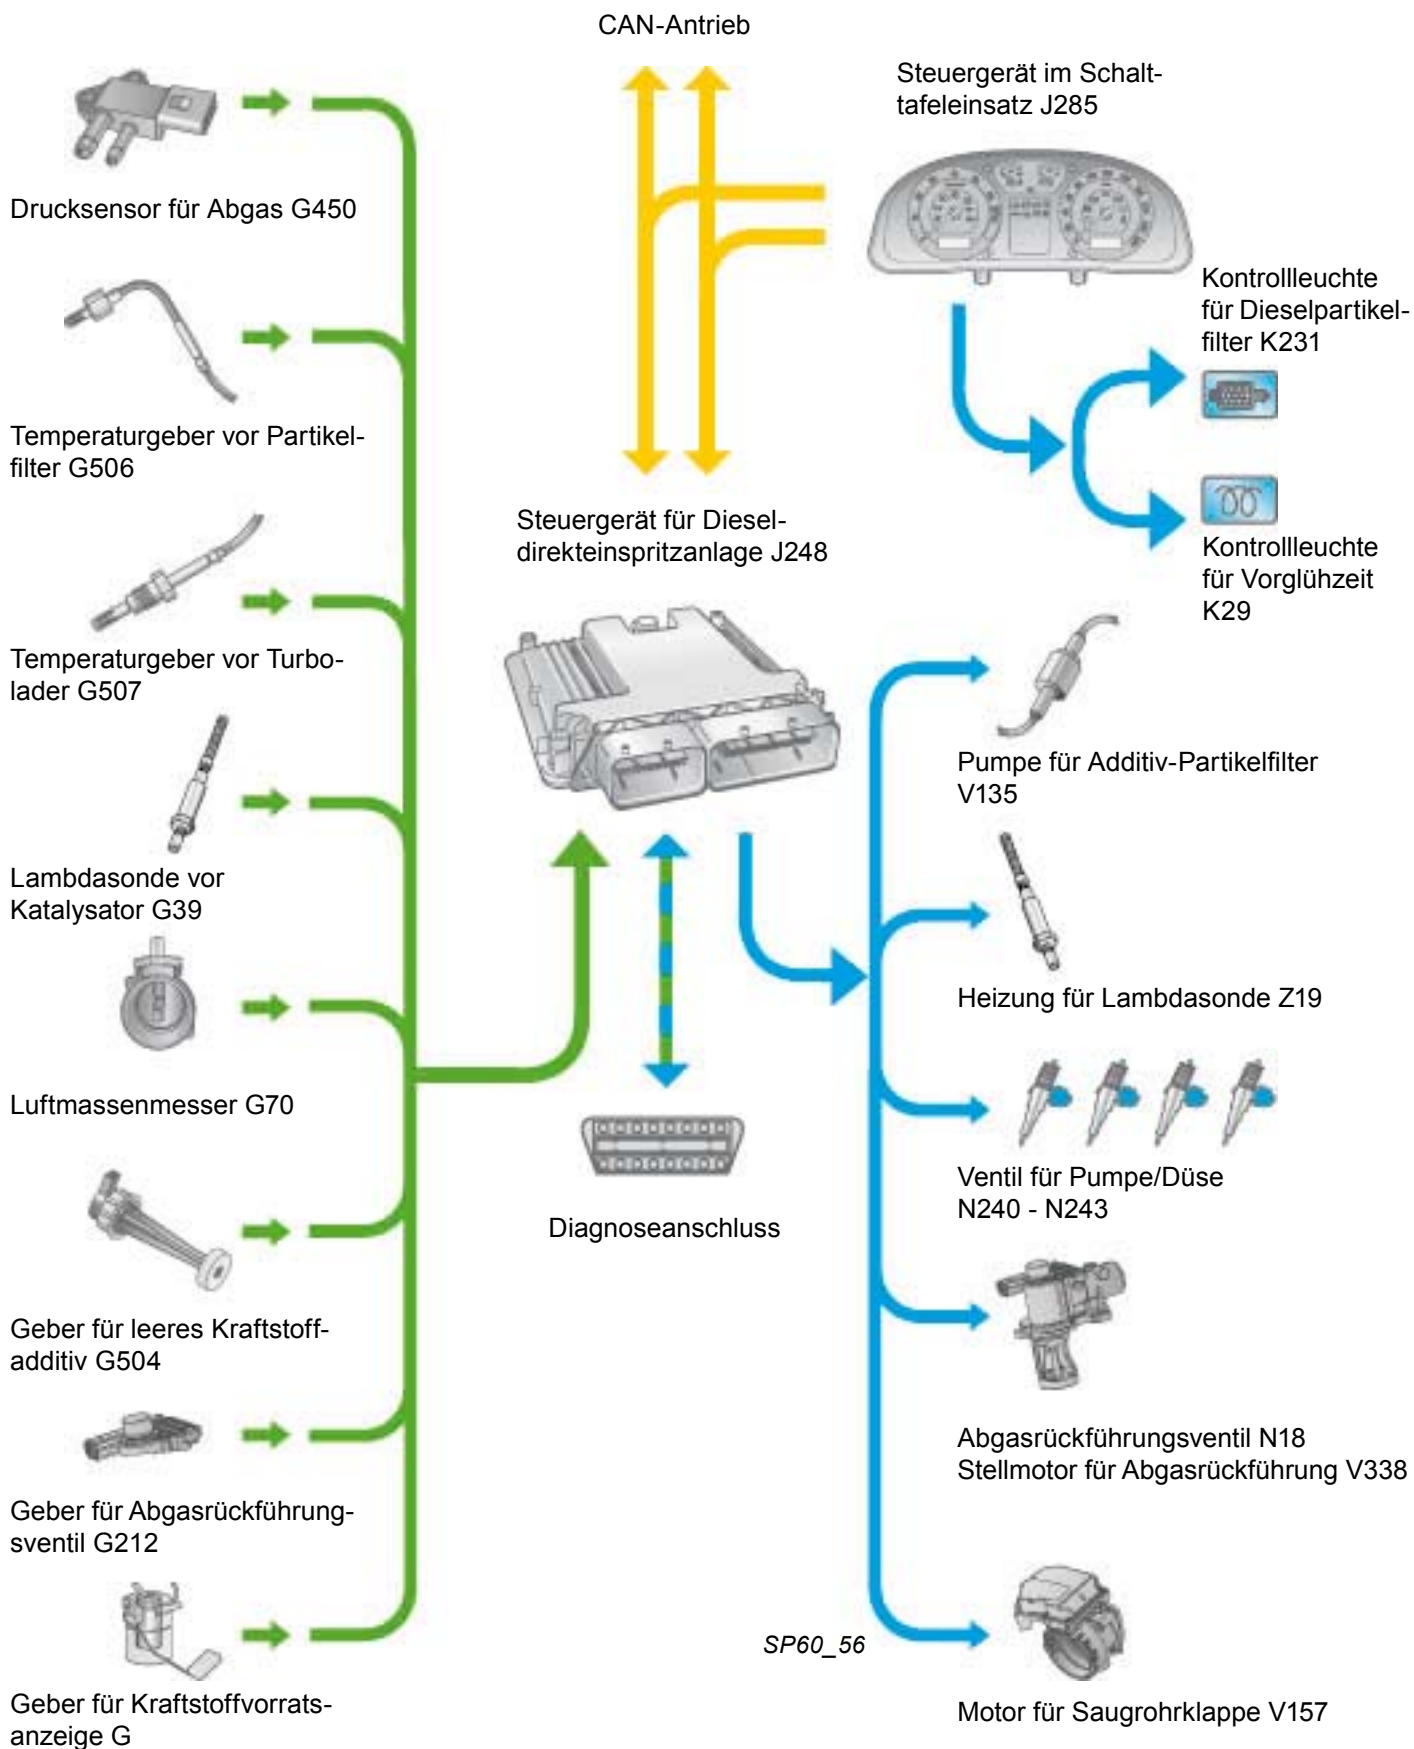 CAN-Antrieb
Steuergerät im Schalt-
tafeleinsatz J285
Drucksensor für Abgas G450
Kontrollleuchte
für Dieselpartikel-
filter K231
Temperaturgeber vor Partikel-
filter G506
Steuergerät für Diesel-
direkteinspritzanlage J248
Kontrollleuchte
für Vorglühzeit
K29
Temperaturgeber vor Turbo-
lader G507
Pumpe für Additiv-Partikelfilter
V135
Lambdasonde vor
Katalysator G39
Heizung für Lambdasonde Z19
Luftmassenmesser G70
Ventil für Pumpe/Düse
N240 - N243
Diagnoseanschluss
Geber für leeres Kraftstoff-
additiv G504
Abgasrückführungsventil N18
Stellmotor für Abgasrückführung V338
Geber für Abgasrückführung-
sventil G212
SP60_56
Geber für Kraftstoffvorrats-
anzeige G
Motor für Saugrohrklappe V157